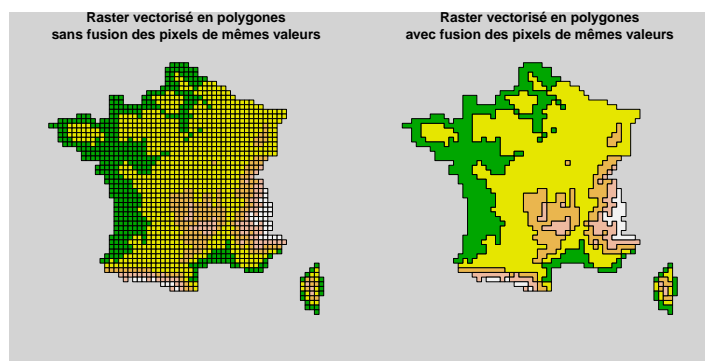 Raster vectorisé en polygones
sans fusion des pixels de mêmes valeurs
Raster vectorisé en polygones
avec fusion des pixels de mêmes valeurs